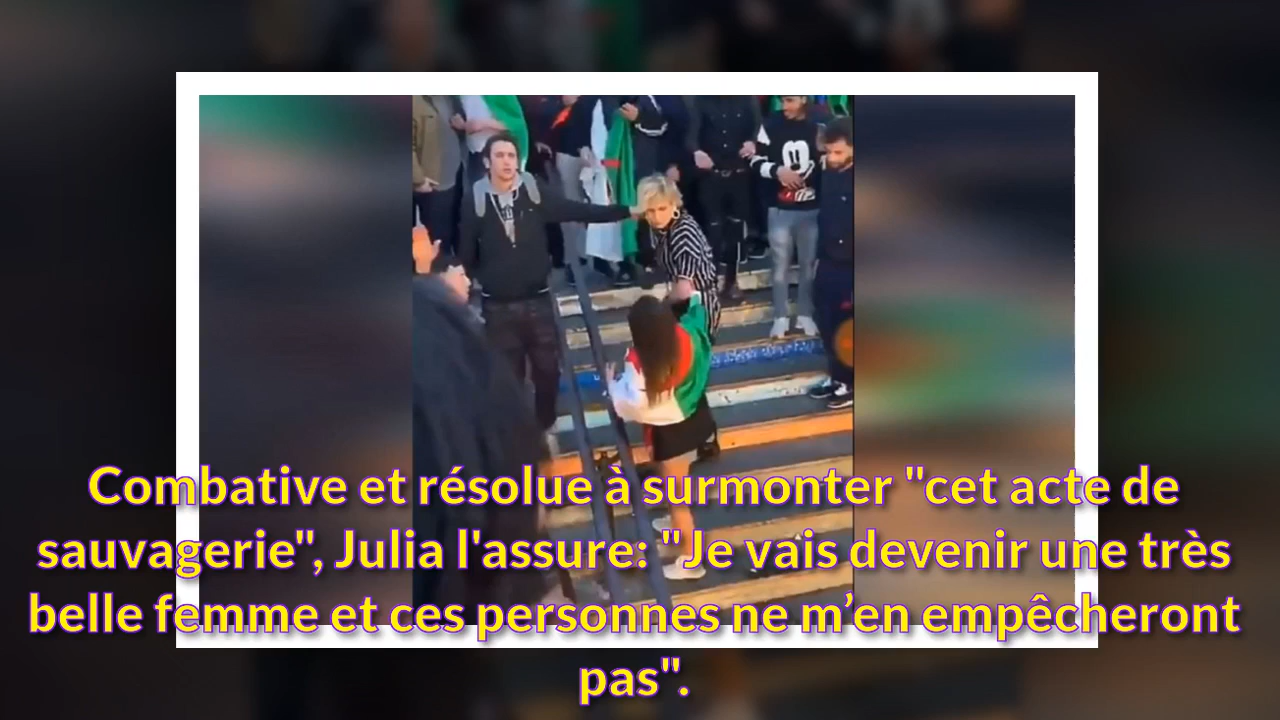 Combative et résolue à surmonter "cet acte de
sauvagerie", Julia l'assure: "Je vais devenir une très
belle femme et ces personnes ne m’en empêcheront
pas".